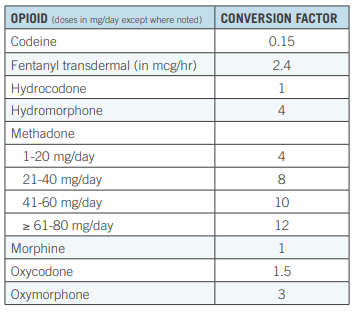 OPIOID (doses in mg/day except where noted) CONVERSION FACTOR
Codeine 0.15
Fentanyl transdermal (in mcg/hr) 2.4
Hydrocodone 1
Hydromorphone 4
Methadone
1-20 mg/day 4
21-40 mg/day 8
41-60 mg/day 10
≥ 61-80 mg/day 12
Morphine 1
Oxycodone 1.5
Oxymorphone 3